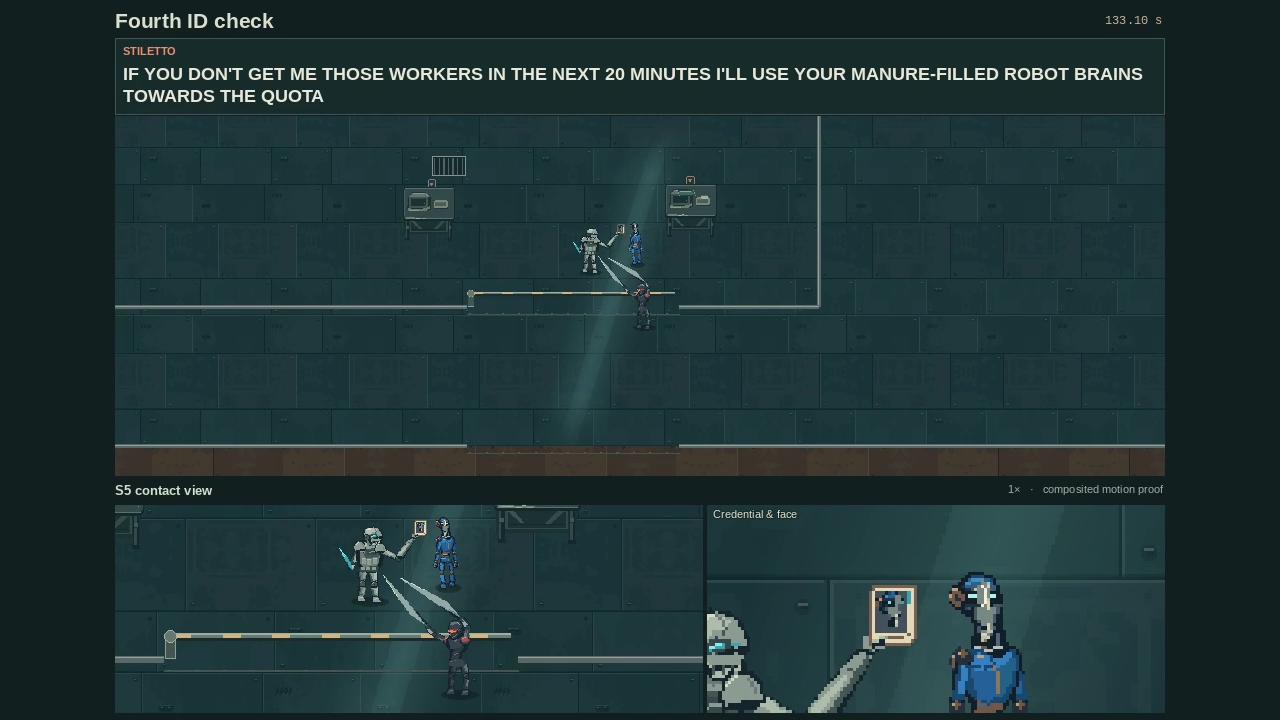 Fourth ID check
133.10 s
STILETTO
IF YOU DON'T GET ME THOSE WORKERS IN THE NEXT 20 MINUTES I'LL USE YOUR MANURE-FILLED ROBOT BRAINS
TOWARDS THE QUOTA
S5 contact view
1× · composited motion proof
Credential & face